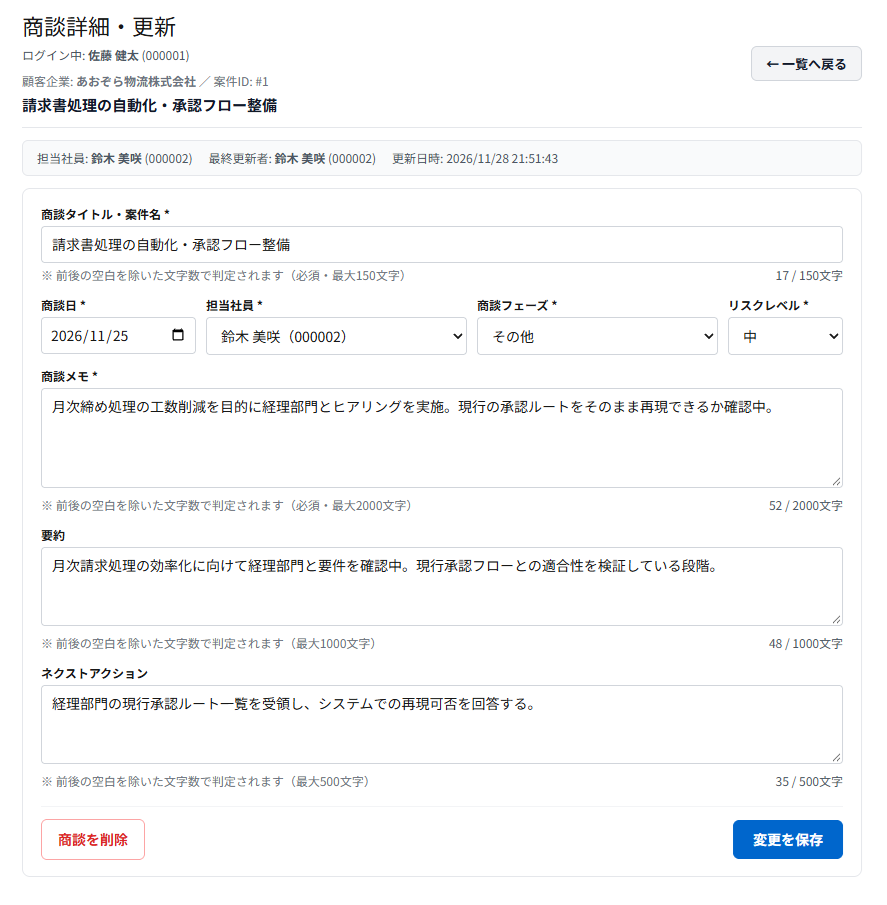 商談詳細・更新
ログイン中: 佐藤 健太 (000001)
← 一覧へ戻る
顧客企業: あおぞら物流株式会社 ／ 案件ID: #1
請求書処理の自動化・承認フロー整備
担当社員: 鈴木 美咲 (000002) 最終更新者: 鈴木 美咲 (000002) 更新日時: 2026/11/28 21:51:43
商談タイトル・案件名 *
請求書処理の自動化・承認フロー整備
※ 前後の空白を除いた文字数で判定されます（必須・最大150文字） 17 / 150文字
商談日 * 担当社員 * 商談フェーズ * リスクレベル *
2026/11/25 鈴木 美咲（000002） その他 中
商談メモ *
月次締め処理の工数削減を目的に経理部門とヒアリングを実施。現行の承認ルートをそのまま再現できるか確認中。
※ 前後の空白を除いた文字数で判定されます（必須・最大2000文字） 52 / 2000文字
要約
月次請求処理の効率化に向けて経理部門と要件を確認中。現行承認フローとの適合性を検証している段階。
※ 前後の空白を除いた文字数で判定されます（最大1000文字） 48 / 1000文字
ネクストアクション
経理部門の現行承認ルート一覧を受領し、システムでの再現可否を回答する。
※ 前後の空白を除いた文字数で判定されます（最大500文字） 35 / 500文字
商談を削除 変更を保存